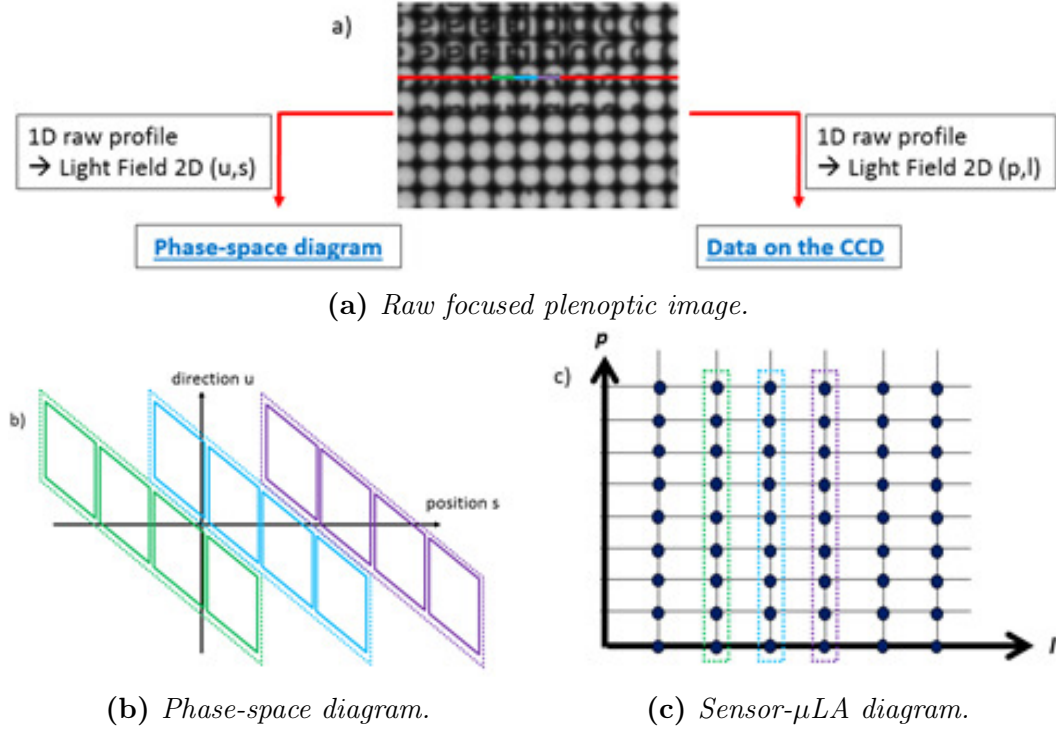 a)
1D raw profile
→ Light Field 2D (u,s)
1D raw profile
→ Light Field 2D (p,l)
Phase-space diagram
Data on the CCD
(a) Raw focused plenoptic image.
b)
direction u
position s
c)
p
l
(b) Phase-space diagram.
(c) Sensor-μLA diagram.